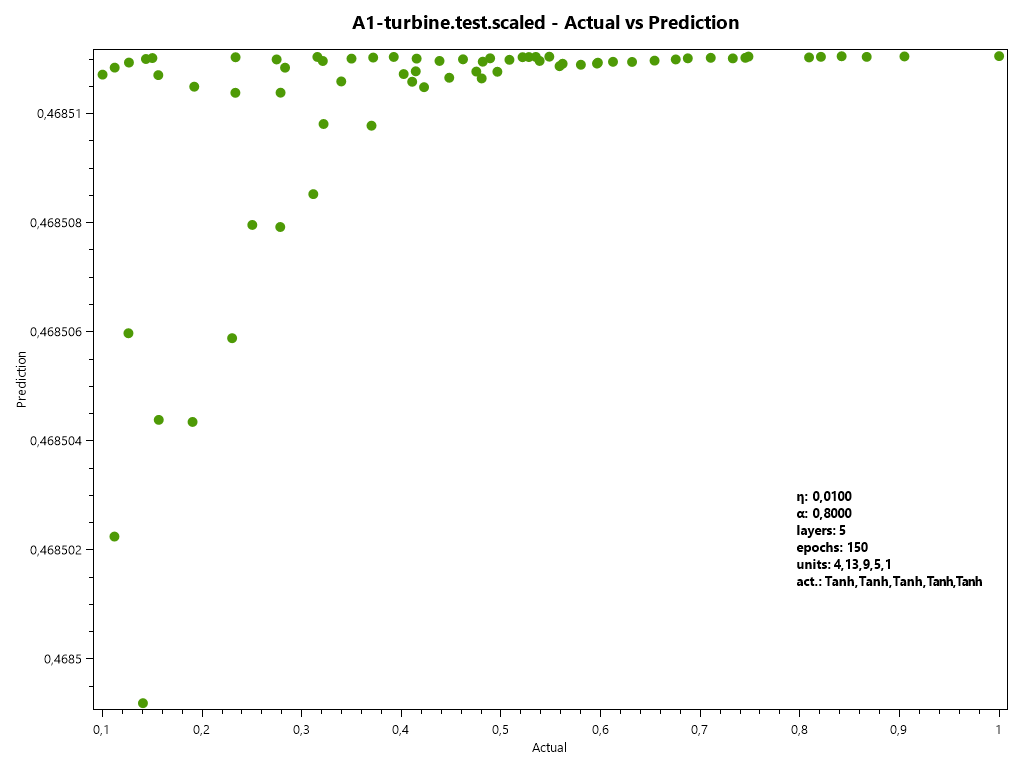 A1-turbine.test.scaled - Actual vs Prediction
0,46851
0,468508
0,468506
Prediction
0,468504
0,468502
0,4685
η: 0,0100
α: 0,8000
layers: 5
epochs: 150
units: 4,13,9,5,1
act.: Tanh,Tanh,Tanh,Tanh,Tanh
0,1 0,2 0,3 0,4 0,5 0,6 0,7 0,8 0,9 1
Actual